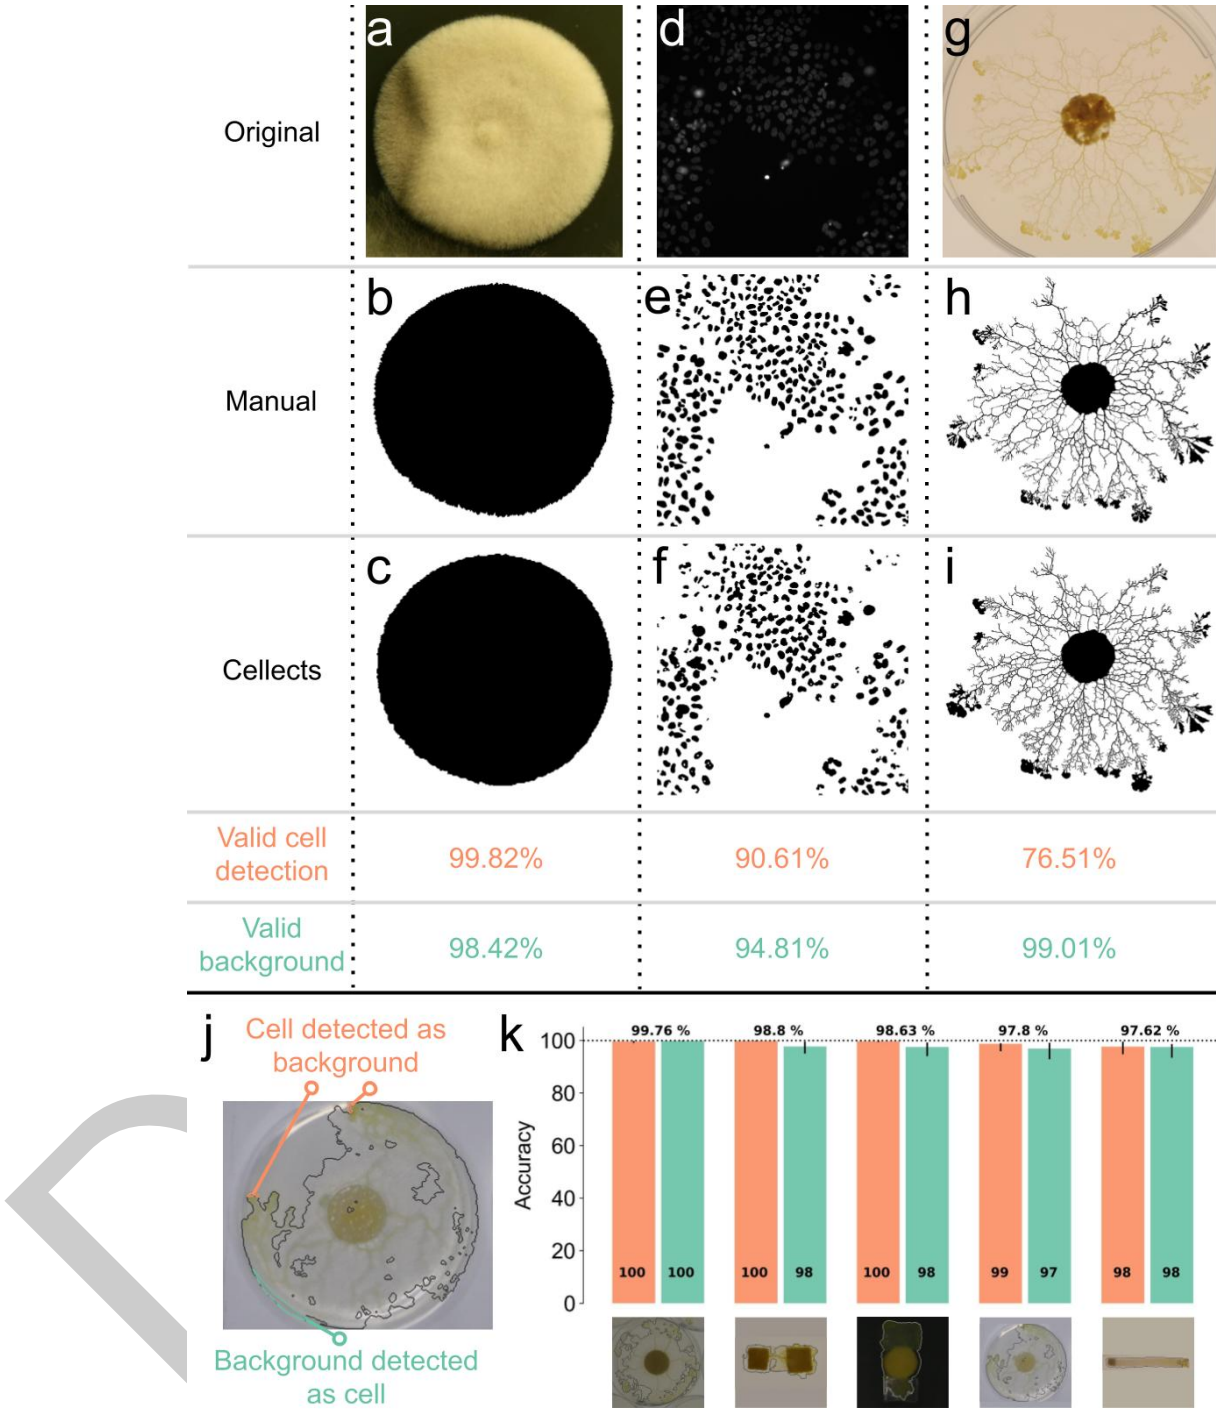 a
d
g
Original
b
e
h
Manual
c
f
i
Cellects
Valid cell
detection
99.82%
90.61%
76.51%
Valid
background
98.42%
94.81%
99.01%
j
Cell detected as
background
Background detected
as cell
k
99.76 %
98.8 %
98.63 %
97.8 %
97.62 %
Accuracy
100
80
60
40
20
0
100
100
100
98
100
98
99
97
98
98